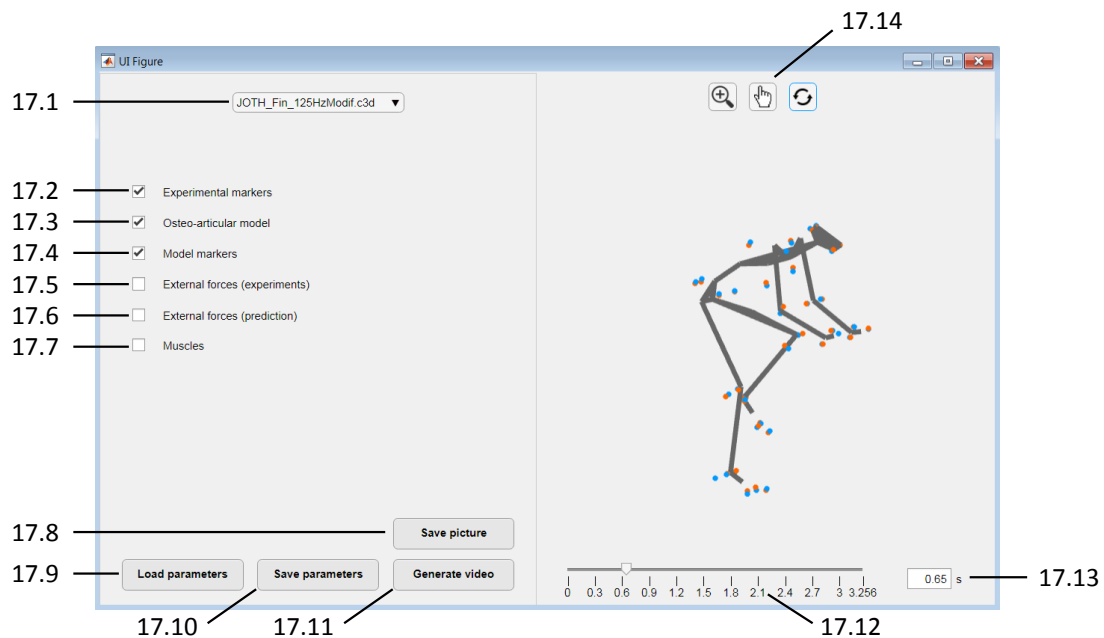 17.14
UI Figure
17.1
JOTH_Fin_125HzModif.c3d
17.2
Experimental markers
17.3
Osteo-articular model
17.4
Model markers
17.5
External forces (experiments)
17.6
External forces (prediction)
17.7
Muscles
17.8
Save picture
17.9
Load parameters
Save parameters
Generate video
0 0.3 0.6 0.9 1.2 1.5 1.8 2.1 2.4 2.7 3 3.256
0.65 s
17.13
17.10
17.11
17.12